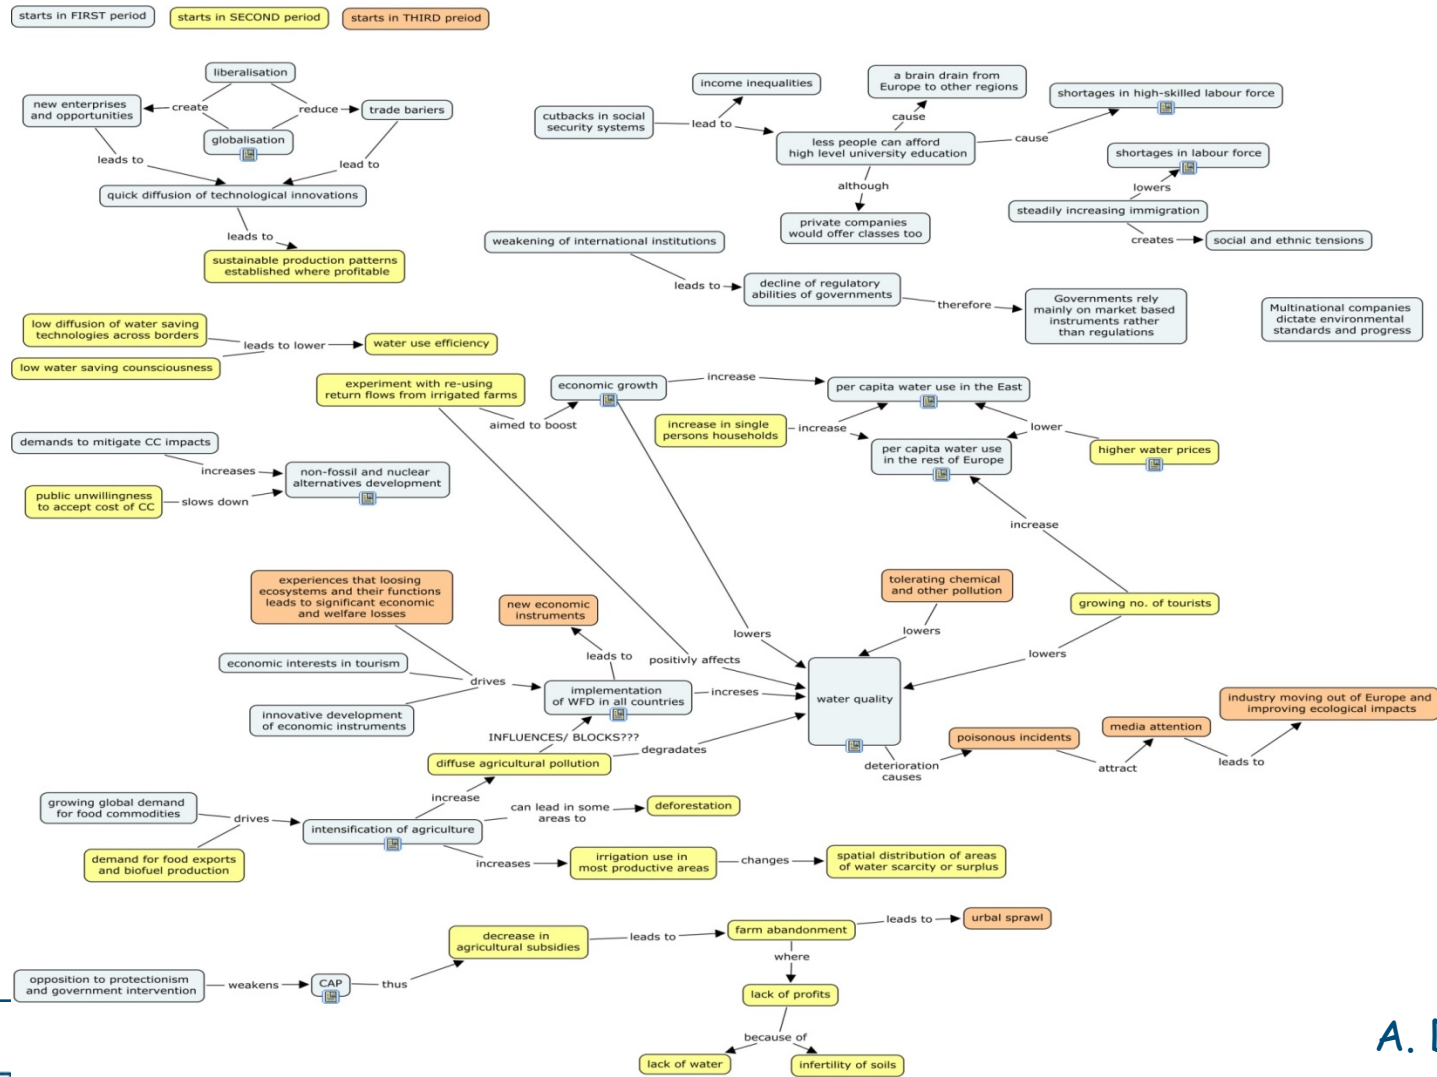 starts in FIRST period
starts in SECOND period
starts in THIRD preiod
liberalisation
new enterprises
and opportunities
create
reduce
trade bariers
globalisation
leads to
lead to
quick diffusion of technological innovations
leads to
sustainable production patterns
established where profitable
income inequalities
a brain drain from
Europe to other regions
shortages in high-skilled labour force
cutbacks in social
security systems
lead to
cause
less people can afford
high level university education
cause
shortages in labour force
although
lowers
private companies
would offer classes too
steadily increasing immigration
creates
social and ethnic tensions
weakening of international institutions
leads to
decline of regulatory
abilities of governments
therefore
Governments rely
mainly on market based
instruments rather
than regulations
Multinational companies
dictate environmental
standards and progress
low diffusion of water saving
technologies across borders
leads to lower
water use efficiency
low water saving counsciousness
experiment with re-using
return flows from irrigated farms
aimed to boost
economic growth
increase
per capita water use in the East
increase in single
persons households
increase
lower
per capita water use
in the rest of Europe
higher water prices
demands to mitigate CC impacts
increases
non-fossil and nuclear
alternatives development
public unwillingness
to accept cost of CC
slows down
increase
experiences that loosing
ecosystems and their functions
leads to significant economic
and welfare losses
new economic
instruments
tolerating chemical
and other pollution
growing no. of tourists
lowers
lowers
leads to
positivly affects
lowers
economic interests in tourism
drives
implementation
of WFD in all countries
increses
water quality
innovative development
of economic instruments
INFLUENCES/ BLOCKS???
degradates
diffuse agricultural pollution
deterioration
causes
poisonous incidents
attract
media attention
leads to
industry moving out of Europe and
improving ecological impacts
growing global demand
for food commodities
drives
increase
intensification of agriculture
can lead in some
areas to
deforestation
demand for food exports
and biofuel production
increases
irrigation use in
most productive areas
changes
spatial distribution of areas
of water scarcity or surplus
opposition to protectionism
and government intervention
weakens
CAP
thus
decrease in
agricultural subsidies
leads to
farm abandonment
leads to
urbal sprawl
where
lack of profits
because of
lack of water
infertility of soils
A.